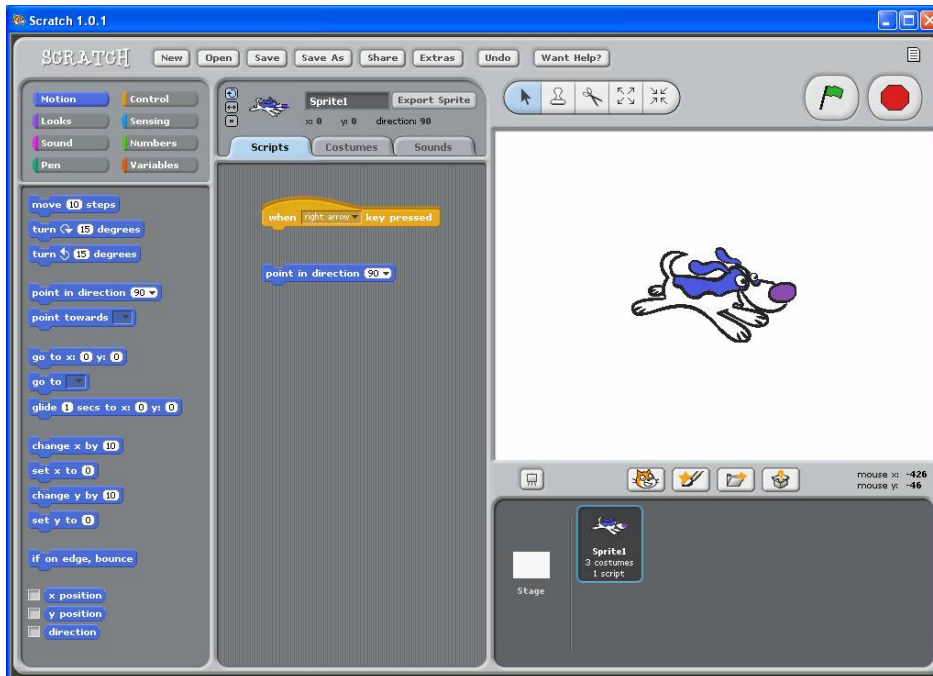 Scratch 1.0.1
SCRATCH New Open Save Save As Share Extras Undo Want Help?
Motion Control
Looks Sensing
Sound Numbers
Pen Variables
move 10 steps
turn 15 degrees
turn 15 degrees
point in direction 90
point towards
go to x: 0 y: 0
go to
glide 1 secs to x: 0 y: 0
change x by 10
set x to 0
change y by 10
set y to 0
if on edge, bounce
x position
y position
direction
Sprite1 Export Sprite
x: 0 y: 0 direction: 90
Scripts Costumes Sounds
when right arrow key pressed
point in direction 90
mouse x: -426
mouse y: -46
Stage
Sprite1
3 costumes
1 script